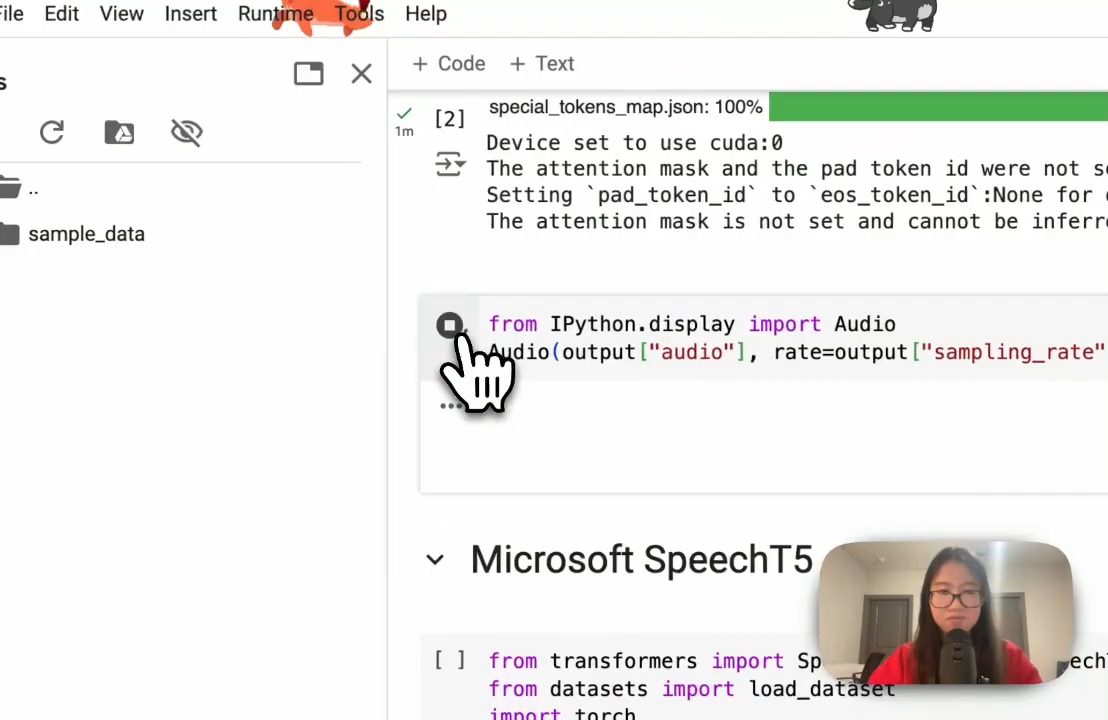 File Edit View Insert Runtime Tools Help
s
+ Code + Text
..
sample_data
1m
[2]
special_tokens_map.json: 100%
Device set to use cuda:0
The attention mask and the pad token id were not s
Setting `pad_token_id` to `eos_token_id`:None for
The attention mask is not set and cannot be inferr
from IPython.display import Audio
Audio(output["audio"], rate=output["sampling_rate"
Microsoft SpeechT5
[ ]
from transformers import Sp
from datasets import load_dataset
import torch